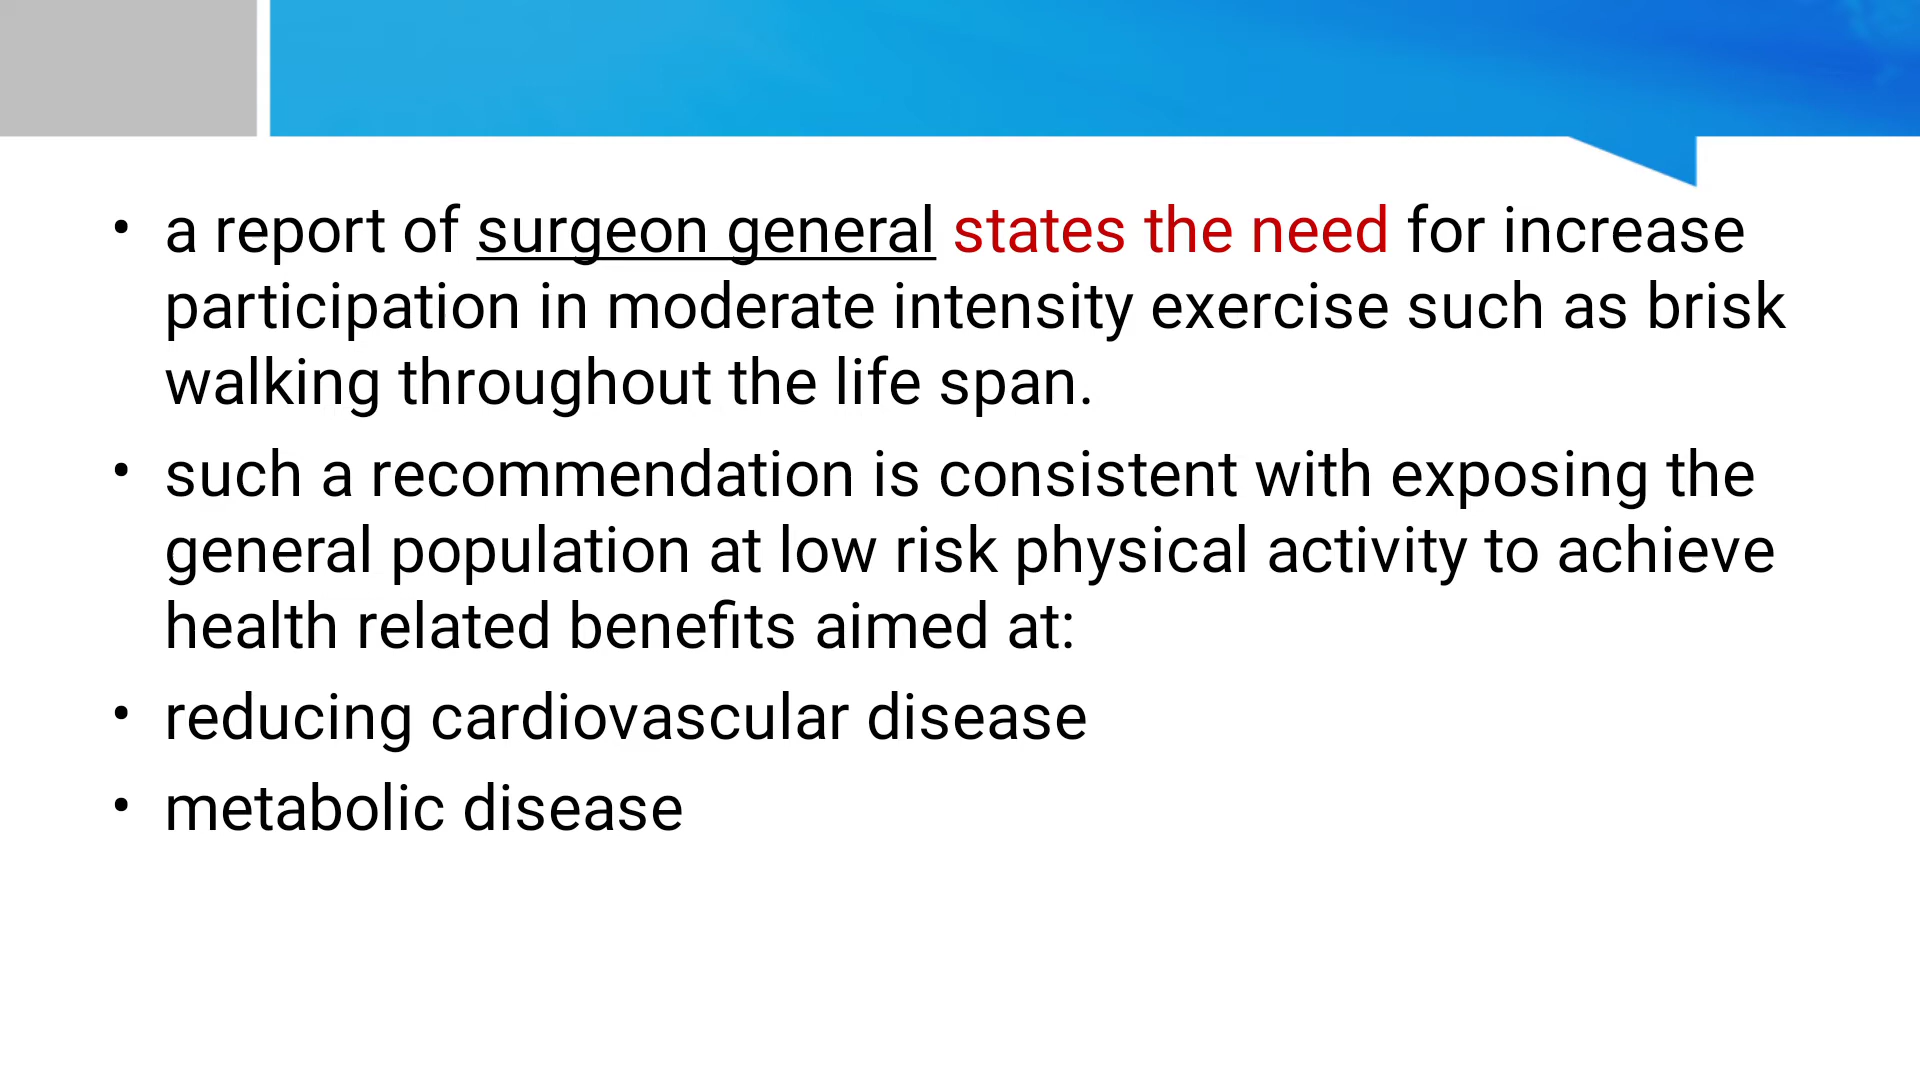 • a report of surgeon general states the need for increase
participation in moderate intensity exercise such as brisk
walking throughout the life span.
• such a recommendation is consistent with exposing the
general population at low risk physical activity to achieve
health related benefits aimed at:
• reducing cardiovascular disease
• metabolic disease